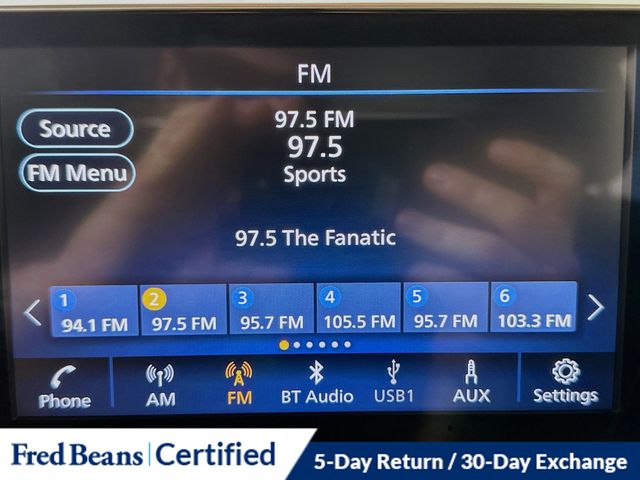 FM
Source
97.5 FM
97.5
FM Menu
Sports
97.5 The Fanatic
1 2 3 4 5 6
94.1 FM 97.5 FM 95.7 FM 105.5 FM 95.7 FM 103.3 FM
Phone AM FM BT Audio USB1 AUX Settings
Fred Beans Certified
5-Day Return / 30-Day Exchange